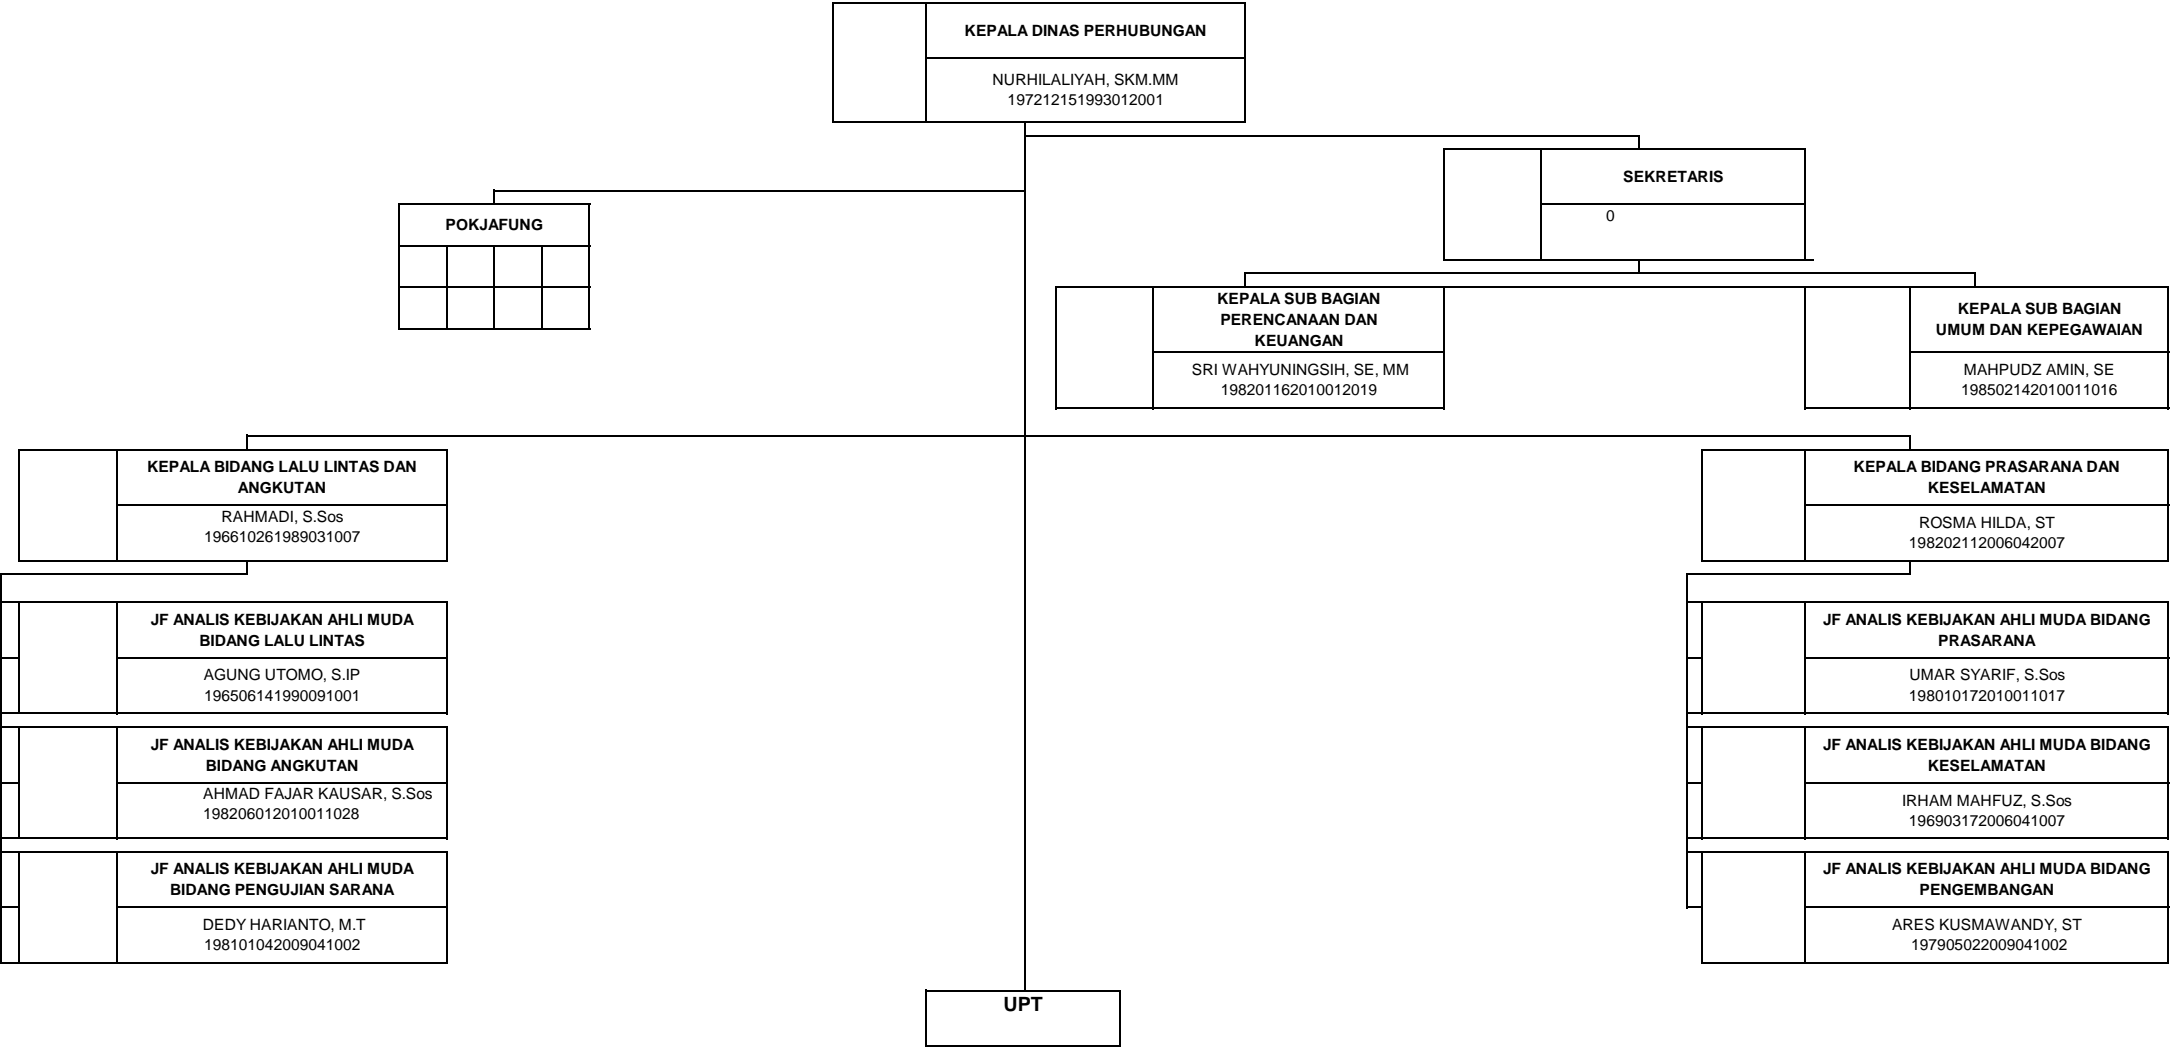 KEPALA DINAS PERHUBUNGAN
NURHILALIYAH, SKM.MM
197212151993012001
SEKRETARIS
0
POKJAFUNG
KEPALA SUB BAGIAN
PERENCANAAN DAN
KEUANGAN
SRI WAHYUNINGSIH, SE, MM
198201162010012019
KEPALA SUB BAGIAN
UMUM DAN KEPEGAWAIAN
MAHPUDZ AMIN, SE
198502142010011016
KEPALA BIDANG LALU LINTAS DAN
ANGKUTAN
RAHMADI, S.Sos
196610261989031007
KEPALA BIDANG PRASARANA DAN
KESELAMATAN
ROSMA HILDA, ST
198202112006042007
JF ANALIS KEBIJAKAN AHLI MUDA
BIDANG LALU LINTAS
AGUNG UTOMO, S.IP
196506141990091001
JF ANALIS KEBIJAKAN AHLI MUDA
BIDANG ANGKUTAN
AHMAD FAJAR KAUSAR, S.Sos
198206012010011028
JF ANALIS KEBIJAKAN AHLI MUDA
BIDANG PENGUJIAN SARANA
DEDY HARIANTO, M.T
198101042009041002
JF ANALIS KEBIJAKAN AHLI MUDA BIDANG
PRASARANA
UMAR SYARIF, S.Sos
198010172010011017
JF ANALIS KEBIJAKAN AHLI MUDA BIDANG
KESELAMATAN
IRHAM MAHFUZ, S.Sos
196903172006041007
JF ANALIS KEBIJAKAN AHLI MUDA BIDANG
PENGEMBANGAN
ARES KUSMAWANDY, ST
197905022009041002
UPT